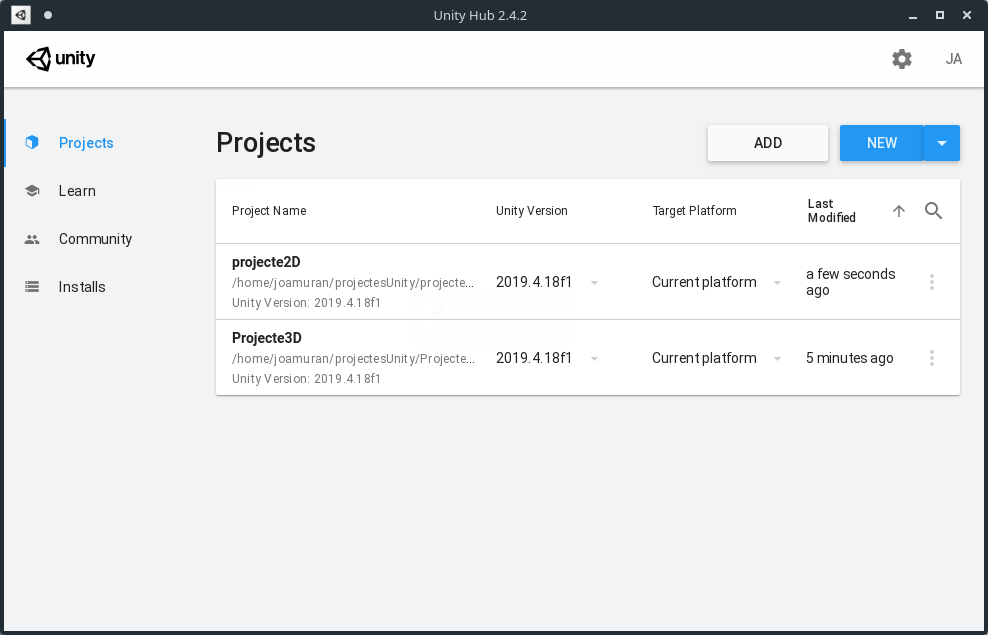 Unity Hub 2.4.2
unity
JA
Projects
Learn
Community
Installs
Projects
ADD
NEW
Project Name
Unity Version
Target Platform
Last
Modified
projecte2D
/home/joamuran/projectesUnity/projecte...
Unity Version: 2019.4.18f1
2019.4.18f1
Current platform
a few seconds
ago
Projecte3D
/home/joamuran/projectesUnity/Projecte...
Unity Version: 2019.4.18f1
2019.4.18f1
Current platform
5 minutes ago